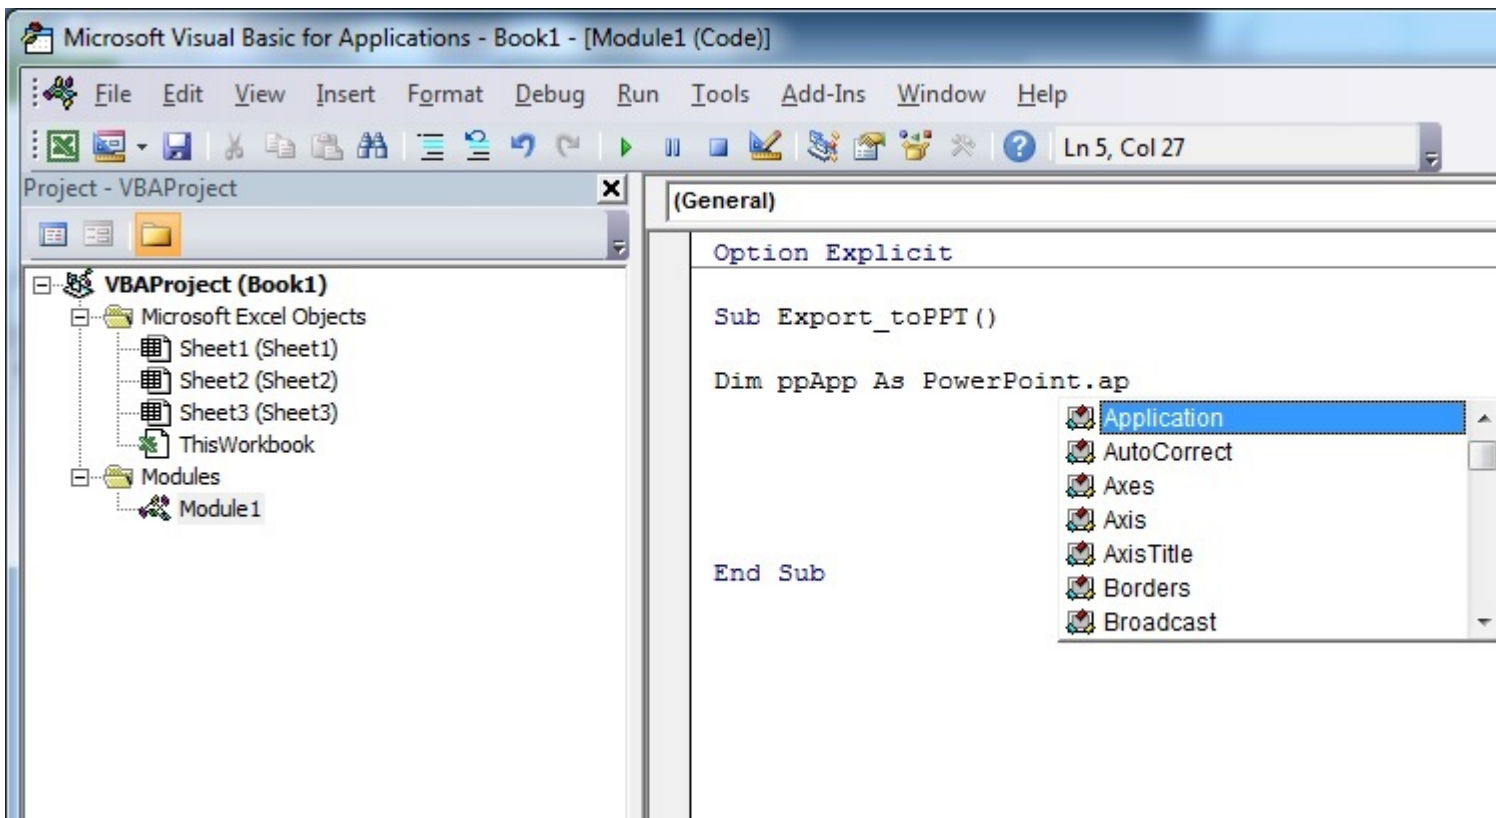 Microsoft Visual Basic for Applications - Book1 - [Module1 (Code)]
File Edit View Insert Format Debug Run Tools Add-Ins Window Help
Ln 5, Col 27
Project - VBAProject
VBAProject (Book1)
Microsoft Excel Objects
Sheet1 (Sheet1)
Sheet2 (Sheet2)
Sheet3 (Sheet3)
ThisWorkbook
Modules
Module1
(General)
Option Explicit
Sub Export_toPPT()
Dim ppApp As PowerPoint.ap
Application
AutoCorrect
Axes
Axis
AxisTitle
Borders
Broadcast
End Sub